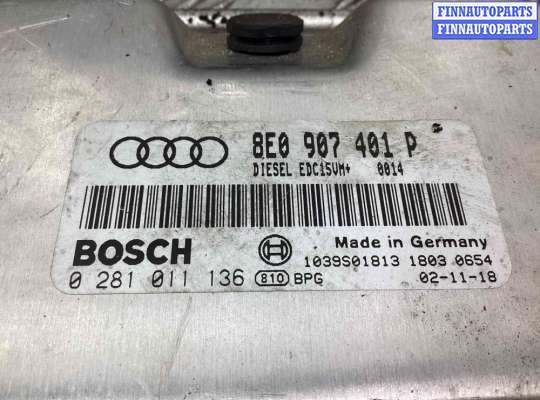 FINNAUTOPARTS
FINNAUTOPARTS
8E0 907 401 P
DIESEL EDC15VM+ 0014
BOSCH
Made in Germany
1039S01813 1803 0654
0 281 011 136 810 BPG 02-11-18